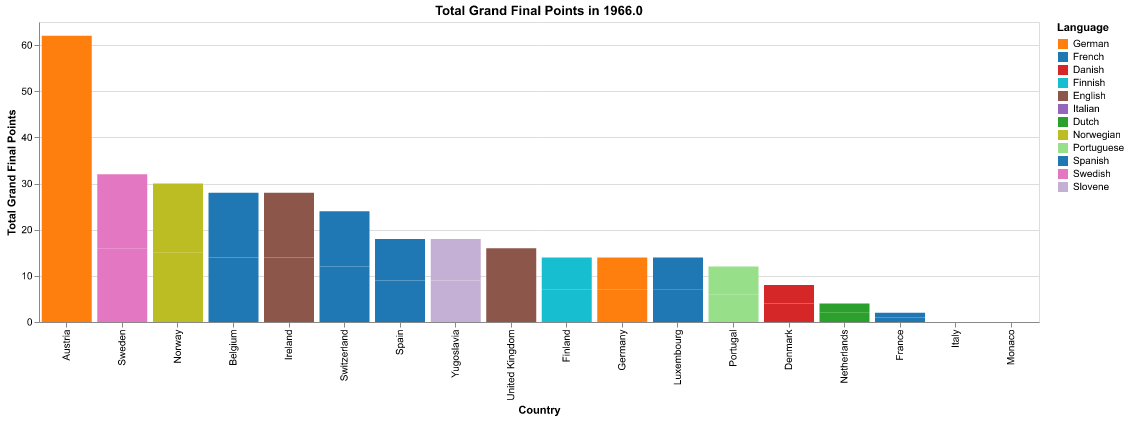 Total Grand Final Points in 1966.0
Total Grand Final Points
60
50
40
30
20
10
0
Austria
Sweden
Norway
Belgium
Ireland
Switzerland
Spain
Yugoslavia
United Kingdom
Finland
Germany
Luxembourg
Portugal
Denmark
Netherlands
France
Italy
Monaco
Country
Language
German
French
Danish
Finnish
English
Italian
Dutch
Norwegian
Portuguese
Spanish
Swedish
Slovene